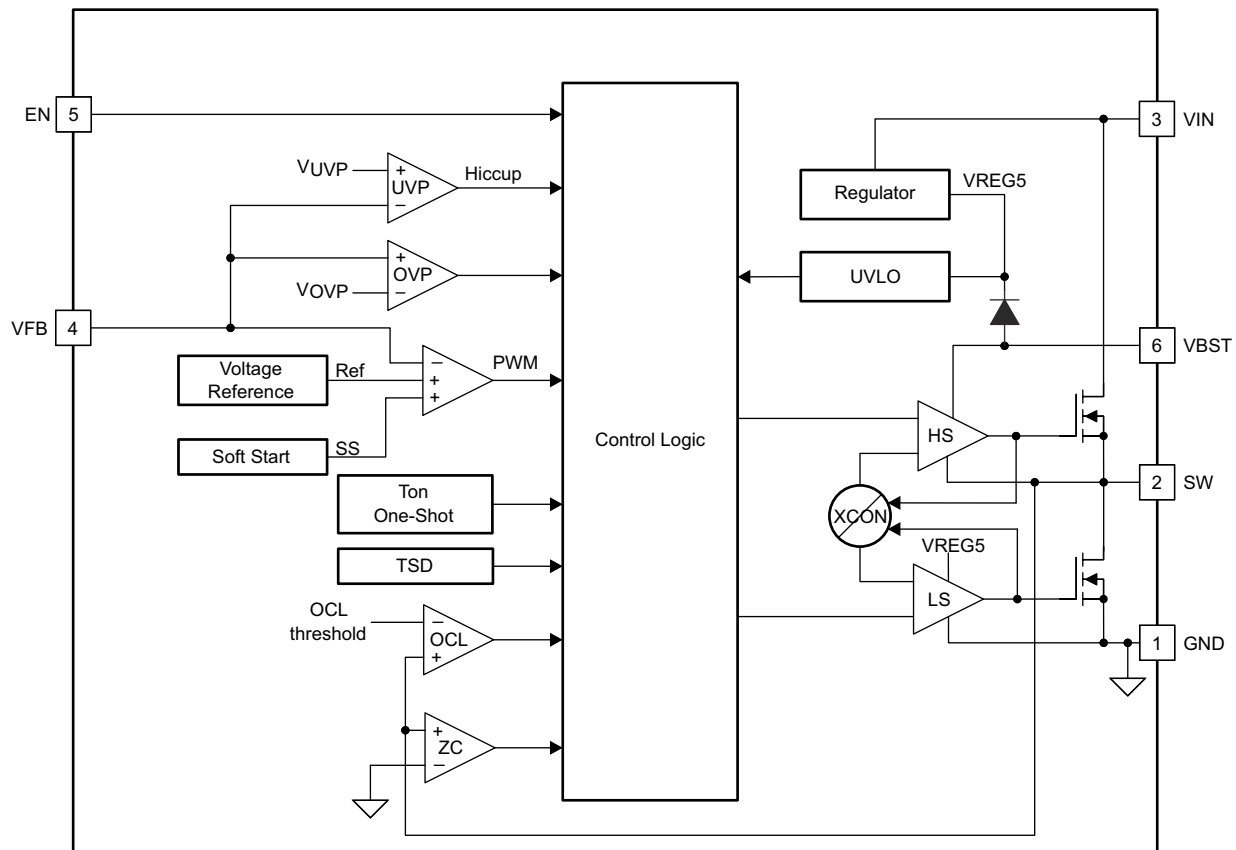 EN
5
VUVP
+
UVP
−
Hiccup
+
OVP
−
VOVP
VFB
4
Voltage
Reference
Ref
−
+
+
PWM
Soft Start
SS
Ton
One-Shot
TSD
OCL
threshold
−
OCL
+
+
ZC
−
Control Logic
3
VIN
Regulator
VREG5
UVLO
6
VBST
HS
2
SW
XCON
VREG5
LS
1
GND